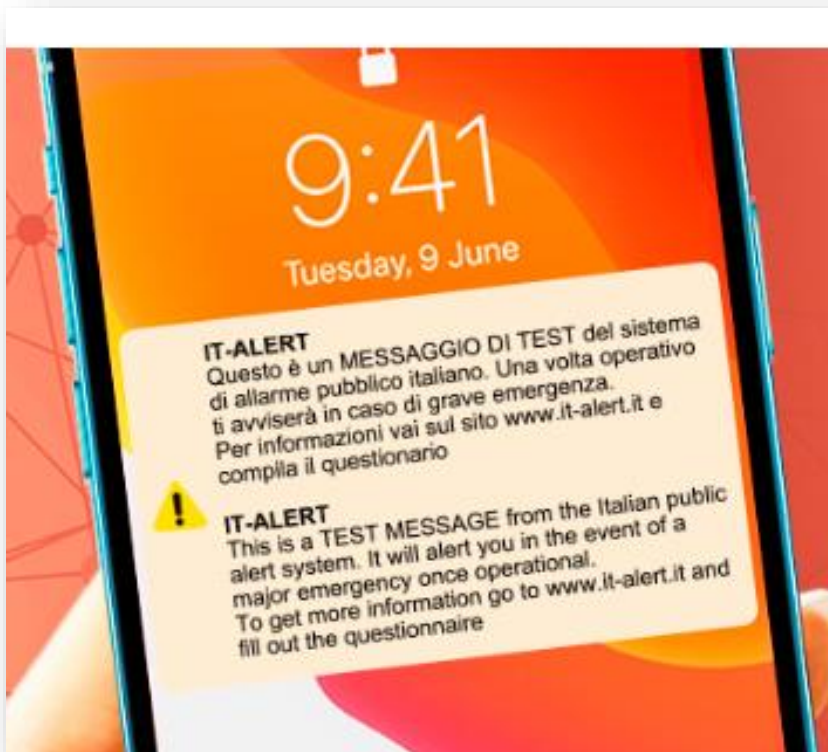 9:41
Tuesday, 9 June
IT-ALERT
Questo è un MESSAGGIO DI TEST del sistema
di allarme pubblico italiano. Una volta operativo
ti avviserà in caso di grave emergenza.
Per informazioni vai sul sito www.it-alert.it e
compila il questionario
IT-ALERT
This is a TEST MESSAGE from the Italian public
alert system. It will alert you in the event of a
major emergency once operational.
To get more information go to www.it-alert.it and
fill out the questionnaire